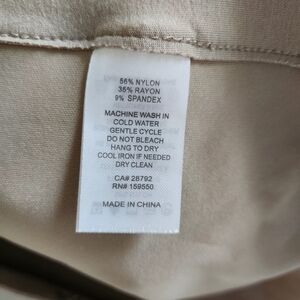 56% NYLON
35% RAYON
9% SPANDEX
MACHINE WASH IN
COLD WATER
GENTLE CYCLE
DO NOT BLEACH
HANG TO DRY
COOL IRON IF NEEDED
DRY CLEAN
CA# 28792
RN# 159550
MADE IN CHINA